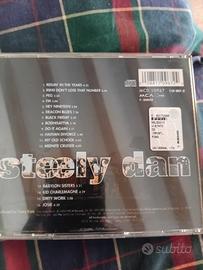 REELIN' IN THE YEARS
RIKKI DON'T LOSE THAT NUMBER
PEG
FM
HEY NINETEEN
DEACON BLUES
BLACK FRIDAY
BODHISATTVA
DO IT AGAIN
HAITIAN DIVORCE
MY OLD SCHOOL
MIDNITE CRUISER
steely dan
BABYLON SISTERS
KID CHARLEMAGNE
DIRTY WORK
JOSIE
MCD 10967
MCA
subito